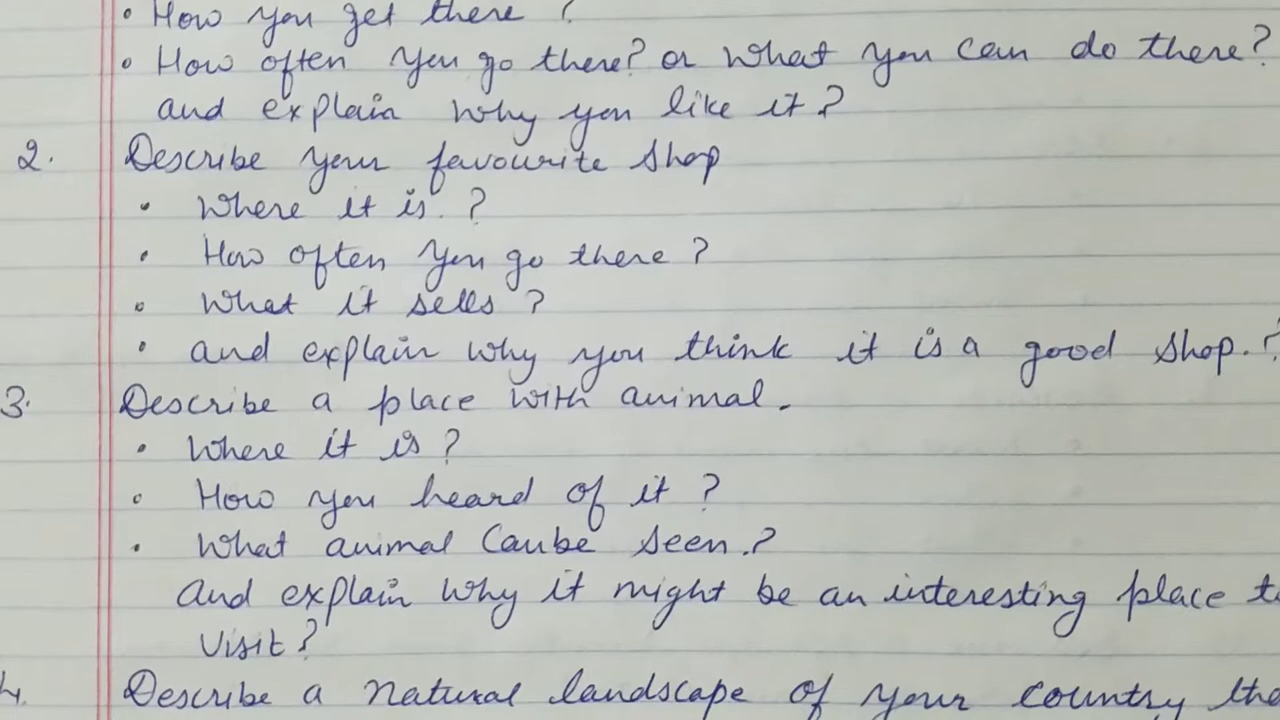 • How you get there ?
• How often you go there? or what you can do there?
and explain why you like it?
2. Describe your favourite shop
• Where it is. ?
• How often you go there ?
• What it sells ?
• and explain why you think it is a good shop. ?
3. Describe a place with animal.
• Where it is ?
• How you heard of it ?
• What animal Canbe seen. ?
And explain why it might be an interesting place to
visit?
4. Describe a natural landscape of your country tha